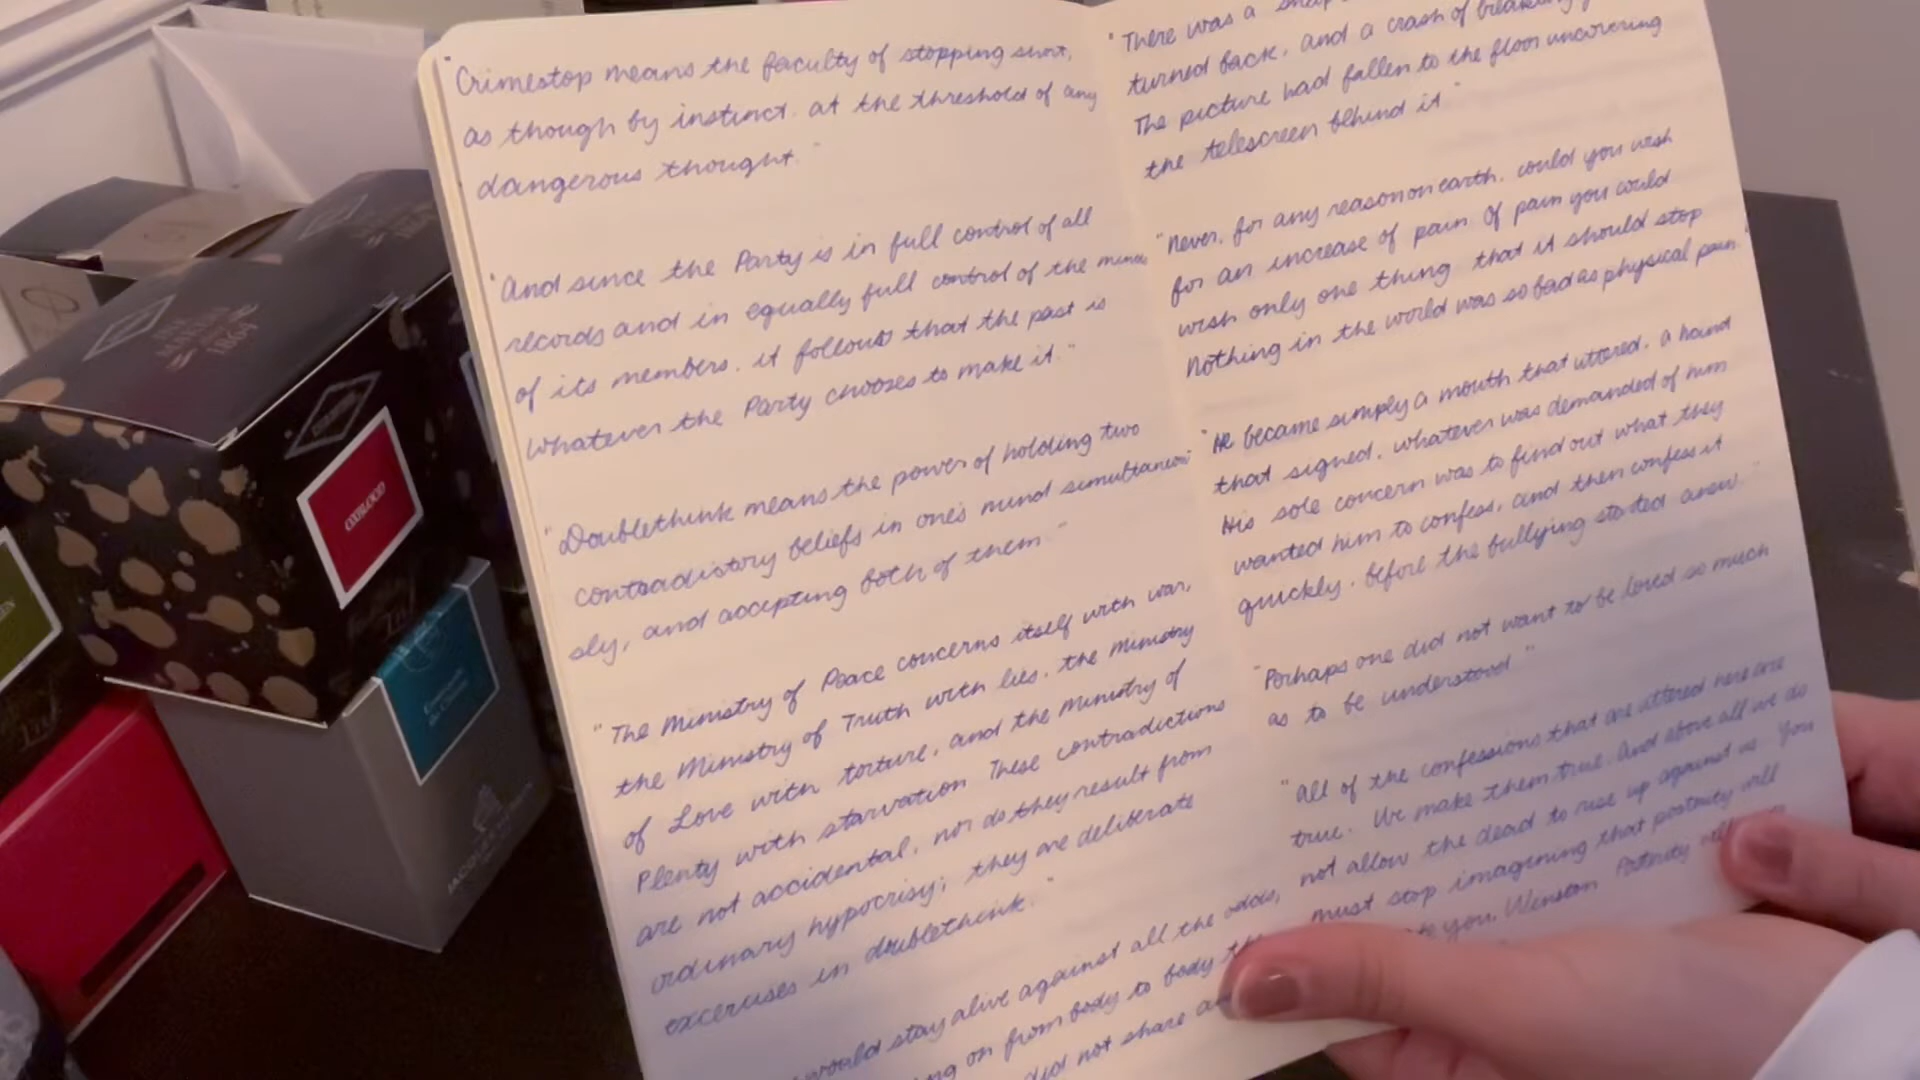 "Crimestop means the faculty of stopping short,
as though by instinct. at the threshold of any
dangerous thought."
"And since the Party is in full control of all
records and in equally full control of the minds
of its members. it follows that the past is
whatever the Party chooses to make it."
"Doublethink means the power of holding two
contradictory beliefs in one's mind simultaneou
sly, and accepting both of them"
"The Ministry of Peace concerns itself with war,
the Ministry of Truth with lies. the Ministry
of Love with torture. and the Ministry of
Plenty with starvation These contradictions
are not accidental, nor do they result from
ordinary hypocrisy; they are deliberate
exercises in doublethink."
would stay alive against all the odds,
on from body to body
did not share
"There was a snap
turned back. and a crash of breaking
The picture had fallen to the floor uncovering
the telescreen behind it"
"Never, for any reason on earth. could you wish
for an increase of pain Of pain you could
wish only one thing that it should stop
Nothing in the world was so bad as physical pain"
"He became simply a mouth that uttered. a hand
that signed. whatever was demanded of him
His sole concern was to find out what they
wanted him to confess, and then confess it
quickly. before the bullying started anew"
"Perhaps one did not want to be loved so much
as to be understood"
"All of the confessions that are uttered here are
true. We make them true. And above all we do
not allow the dead to rise up against us You
must stop imagining that posterity will
you, Winston Posterity
OXBLOOD
1864